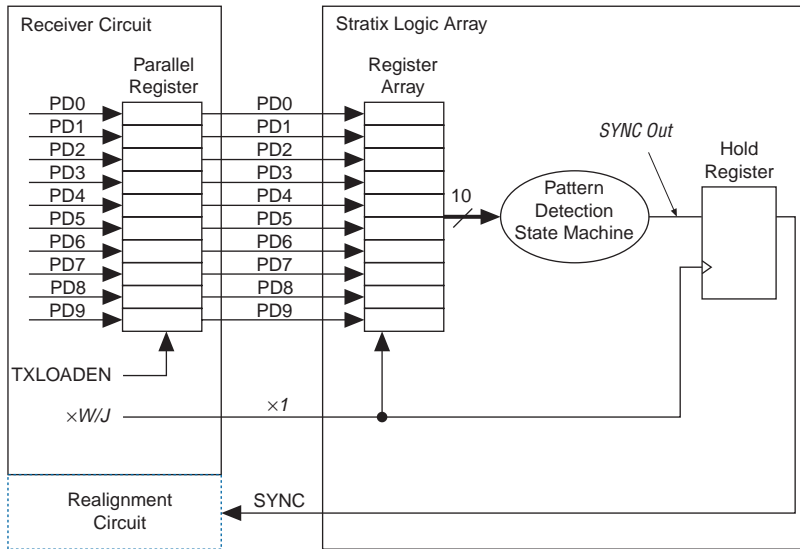 Receiver Circuit
Stratix Logic Array
Parallel
Register
Register
Array
PD0
PD1
PD2
PD3
PD4
PD5
PD6
PD7
PD8
PD9
PD0
PD1
PD2
PD3
PD4
PD5
PD6
PD7
PD8
PD9
10
Pattern
Detection
State Machine
SYNC Out
Hold
Register
TXLOADEN
×W/J
×1
Realignment
Circuit
SYNC